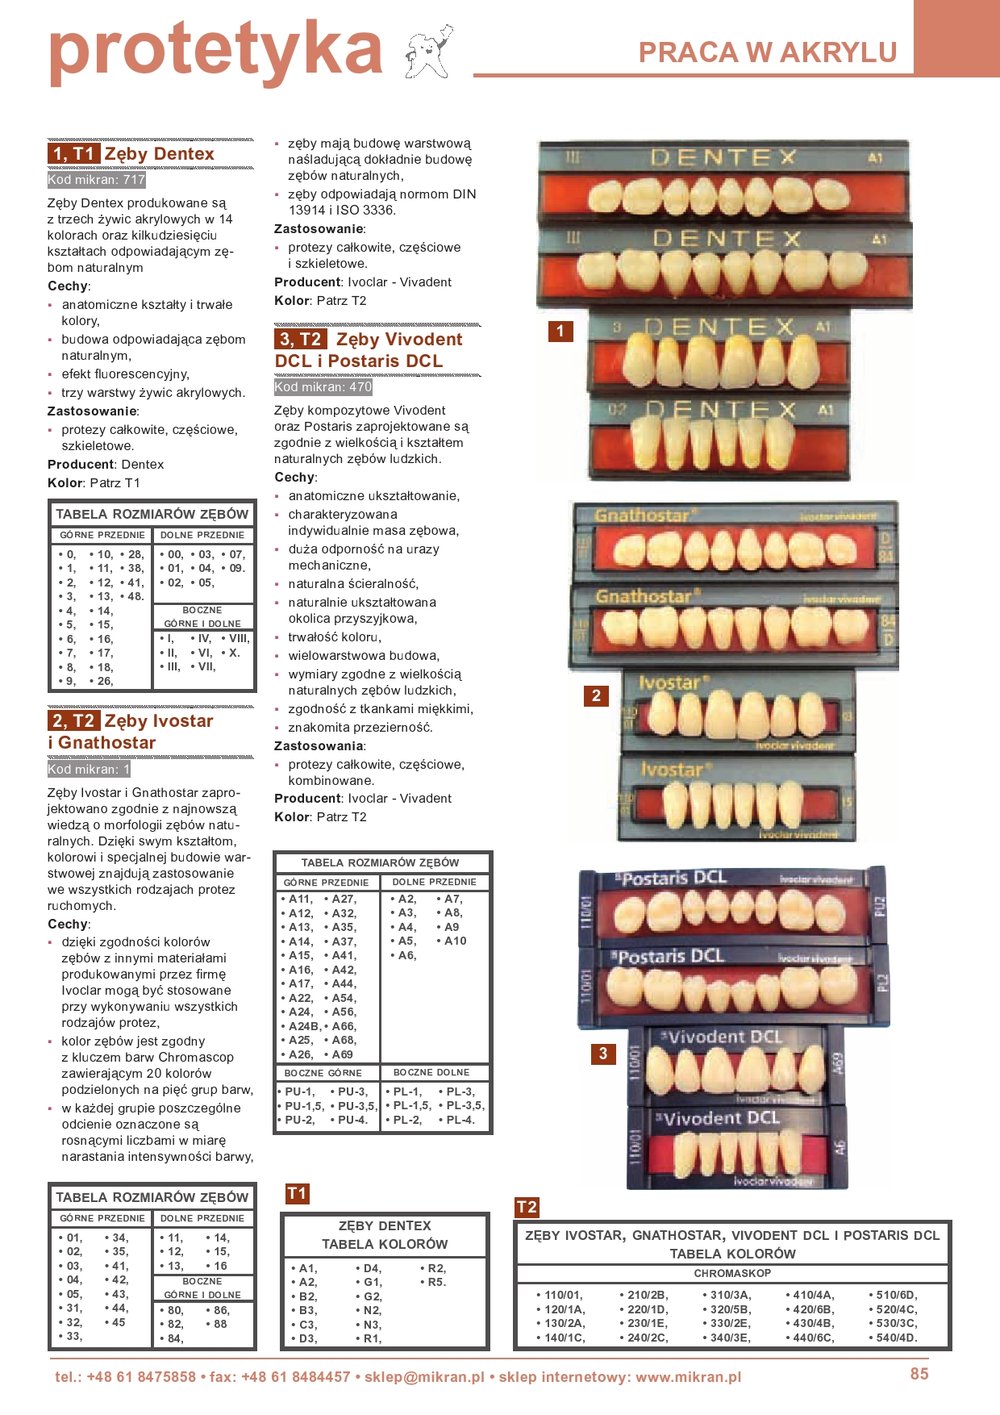 protetyka
PRACA W AKRYLU
1, T1 Zęby Dentex
Kod mikran: 717
Zęby Dentex produkowane są
z trzech żywic akrylowych w 14
kolorach oraz kilkudziesięciu
kształtach odpowiadającym zę-
bom naturalnym
Cechy:
▪ anatomiczne kształty i trwałe
kolory,
▪ budowa odpowiadająca zębom
naturalnym,
▪ efekt fluorescencyjny,
▪ trzy warstwy żywic akrylowych.
Zastosowanie:
▪ protezy całkowite, częściowe,
szkieletowe.
Producent: Dentex
Kolor: Patrz T1
TABELA ROZMIARÓW ZĘBÓW
GÓRNE PRZEDNIE DOLNE PRZEDNIE
• 0, • 10, • 28, • 00, • 03, • 07,
• 1, • 11, • 38, • 01, • 04, • 09.
• 2, • 12, • 41, • 02, • 05,
• 3, • 13, • 48.
• 4, • 14, BOCZNE
• 5, • 15, GÓRNE I DOLNE
• 6, • 16, • I, • IV, • VIII,
• 7, • 17, • II, • VI, • X.
• 8, • 18, • III, • VII,
• 9, • 26,
2, T2 Zęby Ivostar
i Gnathostar
Kod mikran: 1
Zęby Ivostar i Gnathostar zapro-
jektowano zgodnie z najnowszą
wiedzą o morfologii zębów natu-
ralnych. Dzięki swym kształtom,
kolorowi i specjalnej budowie war-
stwowej znajdują zastosowanie
we wszystkich rodzajach protez
ruchomych.
Cechy:
▪ dzięki zgodności kolorów
zębów z innymi materiałami
produkowanymi przez firmę
Ivoclar mogą być stosowane
przy wykonywaniu wszystkich
rodzajów protez,
▪ kolor zębów jest zgodny
z kluczem barw Chromascop
zawierającym 20 kolorów
podzielonych na pięć grup barw,
▪ w każdej grupie poszczególne
odcienie oznaczone są
rosnącymi liczbami w miarę
narastania intensywności barwy,
TABELA ROZMIARÓW ZĘBÓW
GÓRNE PRZEDNIE DOLNE PRZEDNIE
• 01, • 34, • 11, • 14,
• 02, • 35, • 12, • 15,
• 03, • 41, • 13, • 16
• 04, • 42, BOCZNE
• 05, • 43, GÓRNE I DOLNE
• 31, • 44, • 80, • 86,
• 32, • 45 • 82, • 88
• 33, • 84,
▪ zęby mają budowę warstwową
naśladującą dokładnie budowę
zębów naturalnych,
▪ zęby odpowiadają normom DIN
13914 i ISO 3336.
Zastosowanie:
▪ protezy całkowite, częściowe
i szkieletowe.
Producent: Ivoclar - Vivadent
Kolor: Patrz T2
3, T2 Zęby Vivodent
DCL i Postaris DCL
Kod mikran: 470
Zęby kompozytowe Vivodent
oraz Postaris zaprojektowane są
zgodnie z wielkością i kształtem
naturalnych zębów ludzkich.
Cechy:
▪ anatomiczne ukształtowanie,
▪ charakteryzowana
indywidualnie masa zębowa,
▪ duża odporność na urazy
mechaniczne,
▪ naturalna ścieralność,
▪ naturalnie ukształtowana
okolica przyszyjkowa,
▪ trwałość koloru,
▪ wielowarstwowa budowa,
▪ wymiary zgodne z wielkością
naturalnych zębów ludzkich,
▪ zgodność z tkankami miękkimi,
▪ znakomita przezierność.
Zastosowania:
▪ protezy całkowite, częściowe,
kombinowane.
Producent: Ivoclar - Vivadent
Kolor: Patrz T2
TABELA ROZMIARÓW ZĘBÓW
GÓRNE PRZEDNIE DOLNE PRZEDNIE
• A11, • A27, • A2, • A7,
• A12, • A32, • A3, • A8,
• A13, • A35, • A4, • A9
• A14, • A37, • A5, • A10
• A15, • A41, • A6,
• A16, • A42,
• A17, • A44,
• A22, • A54,
• A24, • A56,
• A24B, • A66,
• A25, • A68,
• A26, • A69
BOCZNE GÓRNE BOCZNE DOLNE
• PU-1, • PU-3, • PL-1, • PL-3,
• PU-1,5, • PU-3,5, • PL-1,5, • PL-3,5,
• PU-2, • PU-4. • PL-2, • PL-4.
III DENTEX A1
III DENTEX A1
1
3 DENTEX A1
02 DENTEX A1
Gnathostar® ivoclar vivadent
D 84
Gnathostar® ivoclar vivadent
84 D
2
Ivostar®
03
ivoclar vivadent
Ivostar®
15
ivoclar vivadent
Postaris DCL ivoclar vivadent
110/01 PU2
Postaris DCL ivoclar vivadent
110/01 PL2
3
Vivodent DCL
110/01 A69
Vivodent DCL
110/01 A6
ivoclar vivadent
T1
ZĘBY DENTEX
TABELA KOLORÓW
• A1, • D4, • R2,
• A2, • G1, • R5.
• B2, • G2,
• B3, • N2,
• C3, • N3,
• D3, • R1,
T2
ZĘBY IVOSTAR, GNATHOSTAR, VIVODENT DCL I POSTARIS DCL
TABELA KOLORÓW
CHROMASKOP
• 110/01, • 210/2B, • 310/3A, • 410/4A, • 510/6D,
• 120/1A, • 220/1D, • 320/5B, • 420/6B, • 520/4C,
• 130/2A, • 230/1E, • 330/2E, • 430/4B, • 530/3C,
• 140/1C, • 240/2C, • 340/3E, • 440/6C, • 540/4D.
tel.: +48 61 8475858 • fax: +48 61 8484457 • sklep@mikran.pl • sklep internetowy: www.mikran.pl
85